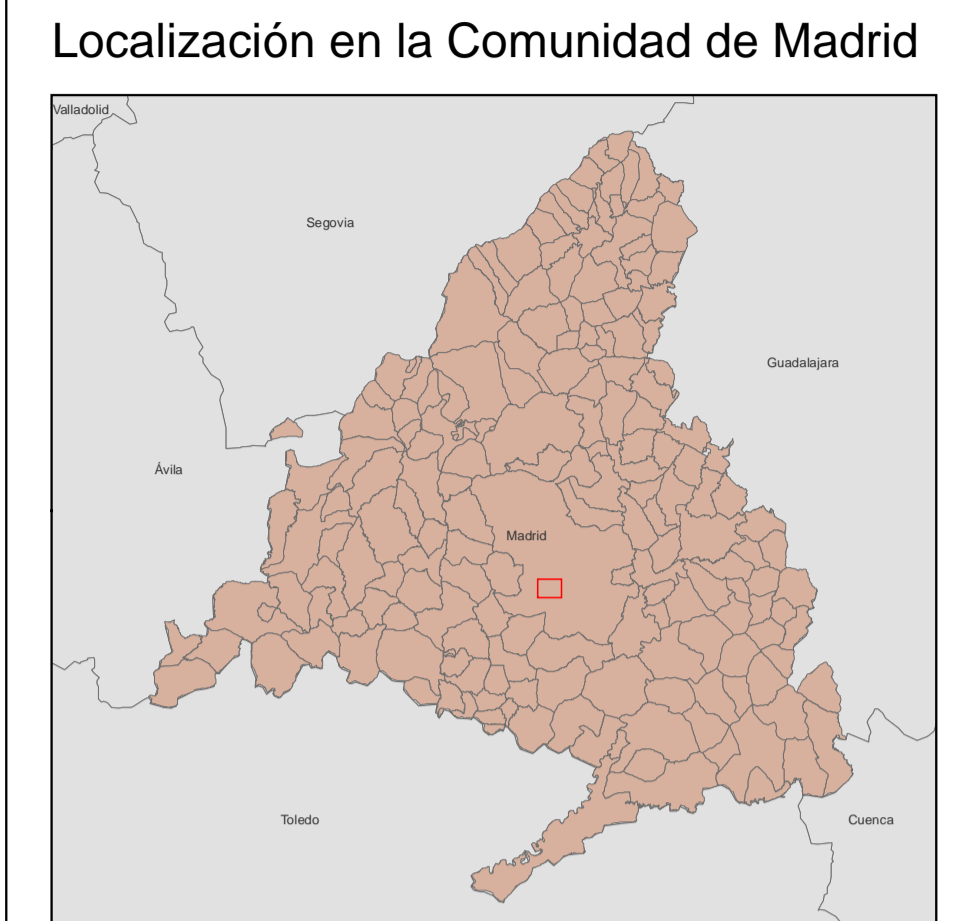 Localización en la Comunidad de Madrid
Valladolid
Segovia
Guadalajara
Ávila
Madrid
Toledo
Cuenca